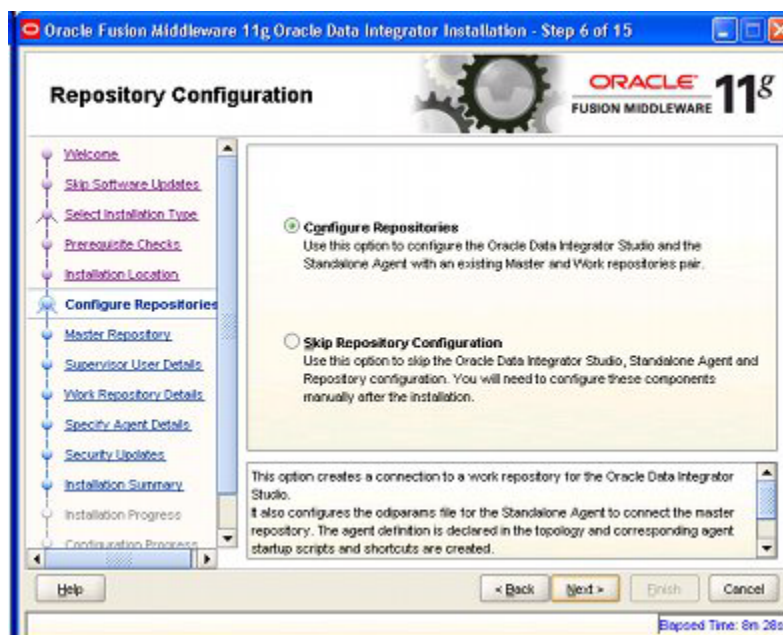 Oracle Fusion Middleware 11g Oracle Data Integrator Installation - Step 6 of 15
Repository Configuration
ORACLE
FUSION MIDDLEWARE 11g
Welcome
Skip Software Updates
Select Installation Type
Prerequisite Checks
Installation Location
Configure Repositories
Master Repository
Supervisor User Details
Work Repository Details
Specify Agent Details
Security Updates
Installation Summary
Installation Progress
Configuration Progress
Configure Repositories
Use this option to configure the Oracle Data Integrator Studio and the
Standalone Agent with an existing Master and Work repositories pair.
Skip Repository Configuration
Use this option to skip the Oracle Data Integrator Studio, Standalone Agent and
Repository configuration. You will need to configure these components
manually after the installation.
This option creates a connection to a work repository for the Oracle Data Integrator
Studio.
It also configures the odiparams file for the Standalone Agent to connect the master
repository. The agent definition is declared in the topology and corresponding agent
startup scripts and shortcuts are created.
Help
< Back
Next >
Finish
Cancel
Elapsed Time: 8m 28s